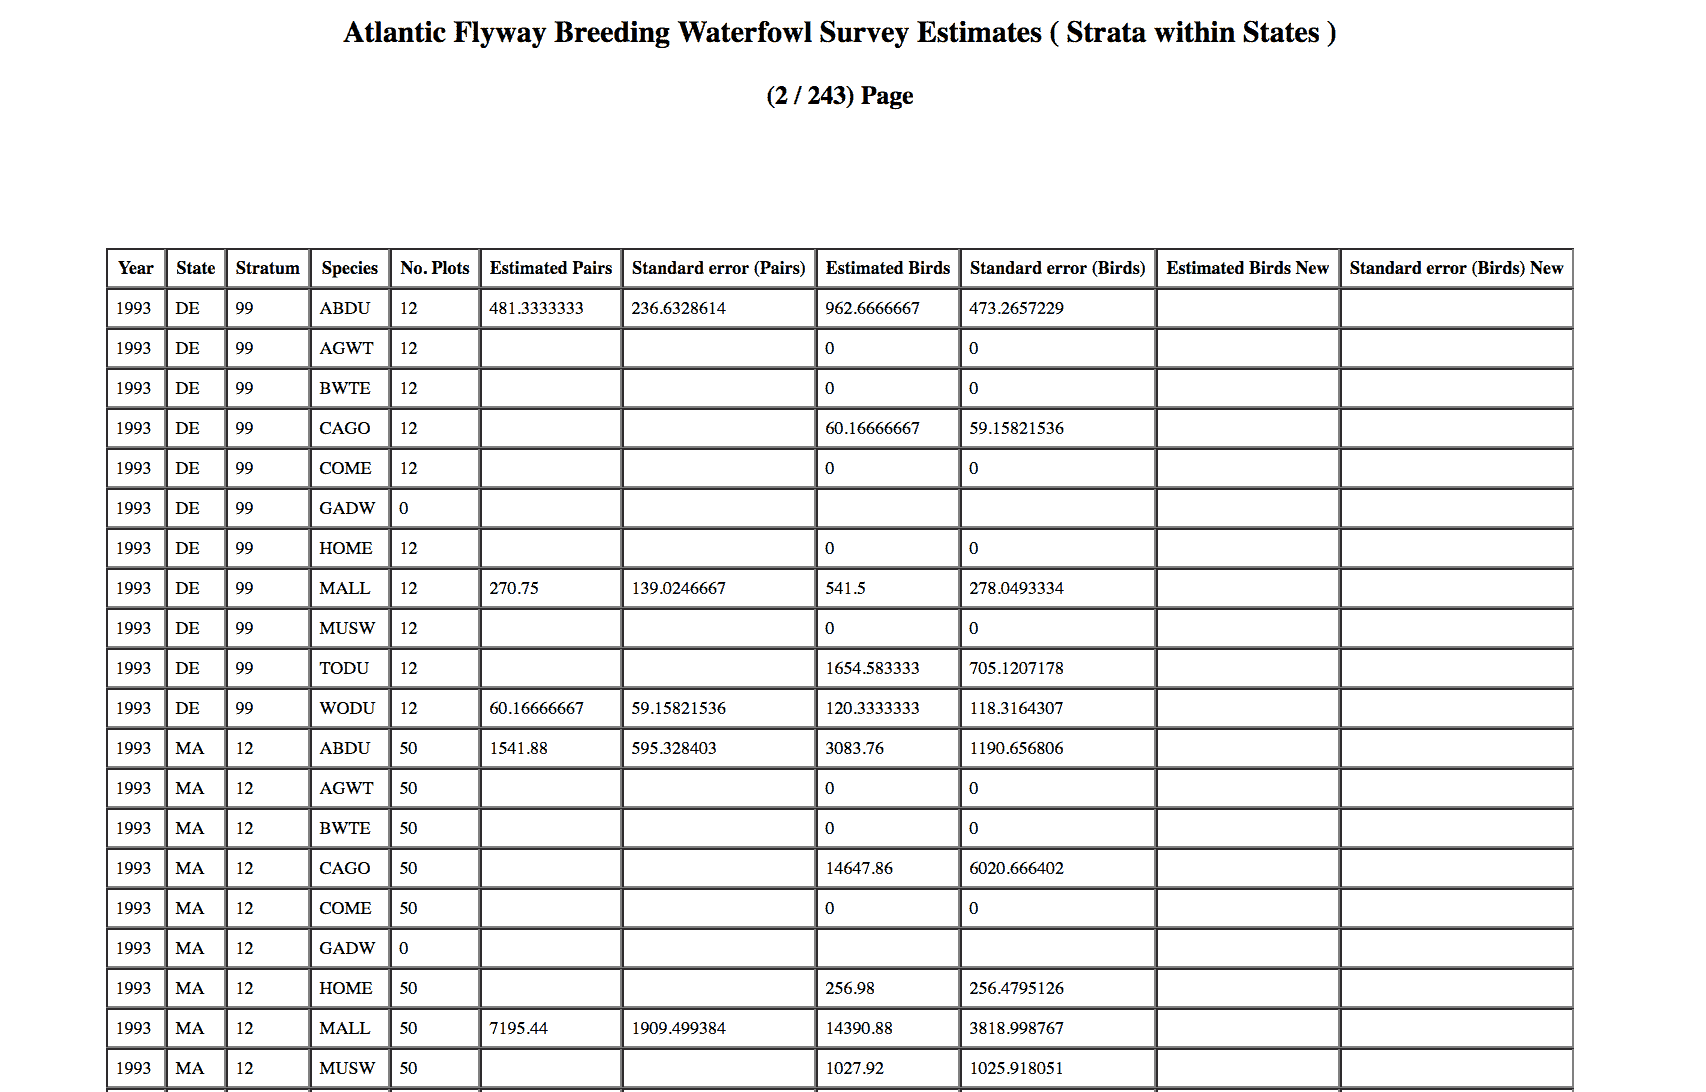 Atlantic Flyway Breeding Waterfowl Survey Estimates ( Strata within States )
(2 / 243) Page
Year State Stratum Species No. Plots Estimated Pairs Standard error (Pairs) Estimated Birds Standard error (Birds) Estimated Birds New Standard error (Birds) New
1993 DE 99 ABDU 12 481.3333333 236.6328614 962.6666667 473.2657229
1993 DE 99 AGWT 12 0 0
1993 DE 99 BWTE 12 0 0
1993 DE 99 CAGO 12 60.16666667 59.15821536
1993 DE 99 COME 12 0 0
1993 DE 99 GADW 0
1993 DE 99 HOME 12 0 0
1993 DE 99 MALL 12 270.75 139.0246667 541.5 278.0493334
1993 DE 99 MUSW 12 0 0
1993 DE 99 TODU 12 1654.583333 705.1207178
1993 DE 99 WODU 12 60.16666667 59.15821536 120.3333333 118.3164307
1993 MA 12 ABDU 50 1541.88 595.328403 3083.76 1190.656806
1993 MA 12 AGWT 50 0 0
1993 MA 12 BWTE 50 0 0
1993 MA 12 CAGO 50 14647.86 6020.666402
1993 MA 12 COME 50 0 0
1993 MA 12 GADW 0
1993 MA 12 HOME 50 256.98 256.4795126
1993 MA 12 MALL 50 7195.44 1909.499384 14390.88 3818.998767
1993 MA 12 MUSW 50 1027.92 1025.918051